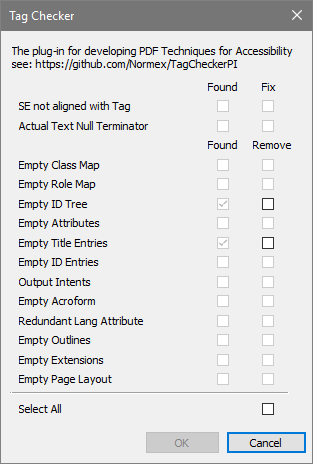 Tag Checker
The plug-in for developing PDF Techniques for Accessibility
see: https://github.com/Normex/TagCheckerPI
Found Fix
SE not aligned with Tag
Actual Text Null Terminator
Found Remove
Empty Class Map
Empty Role Map
Empty ID Tree
Empty Attributes
Empty Title Entries
Empty ID Entries
Output Intents
Empty Acroform
Redundant Lang Attribute
Empty Outlines
Empty Extensions
Empty Page Layout
Select All
OK Cancel